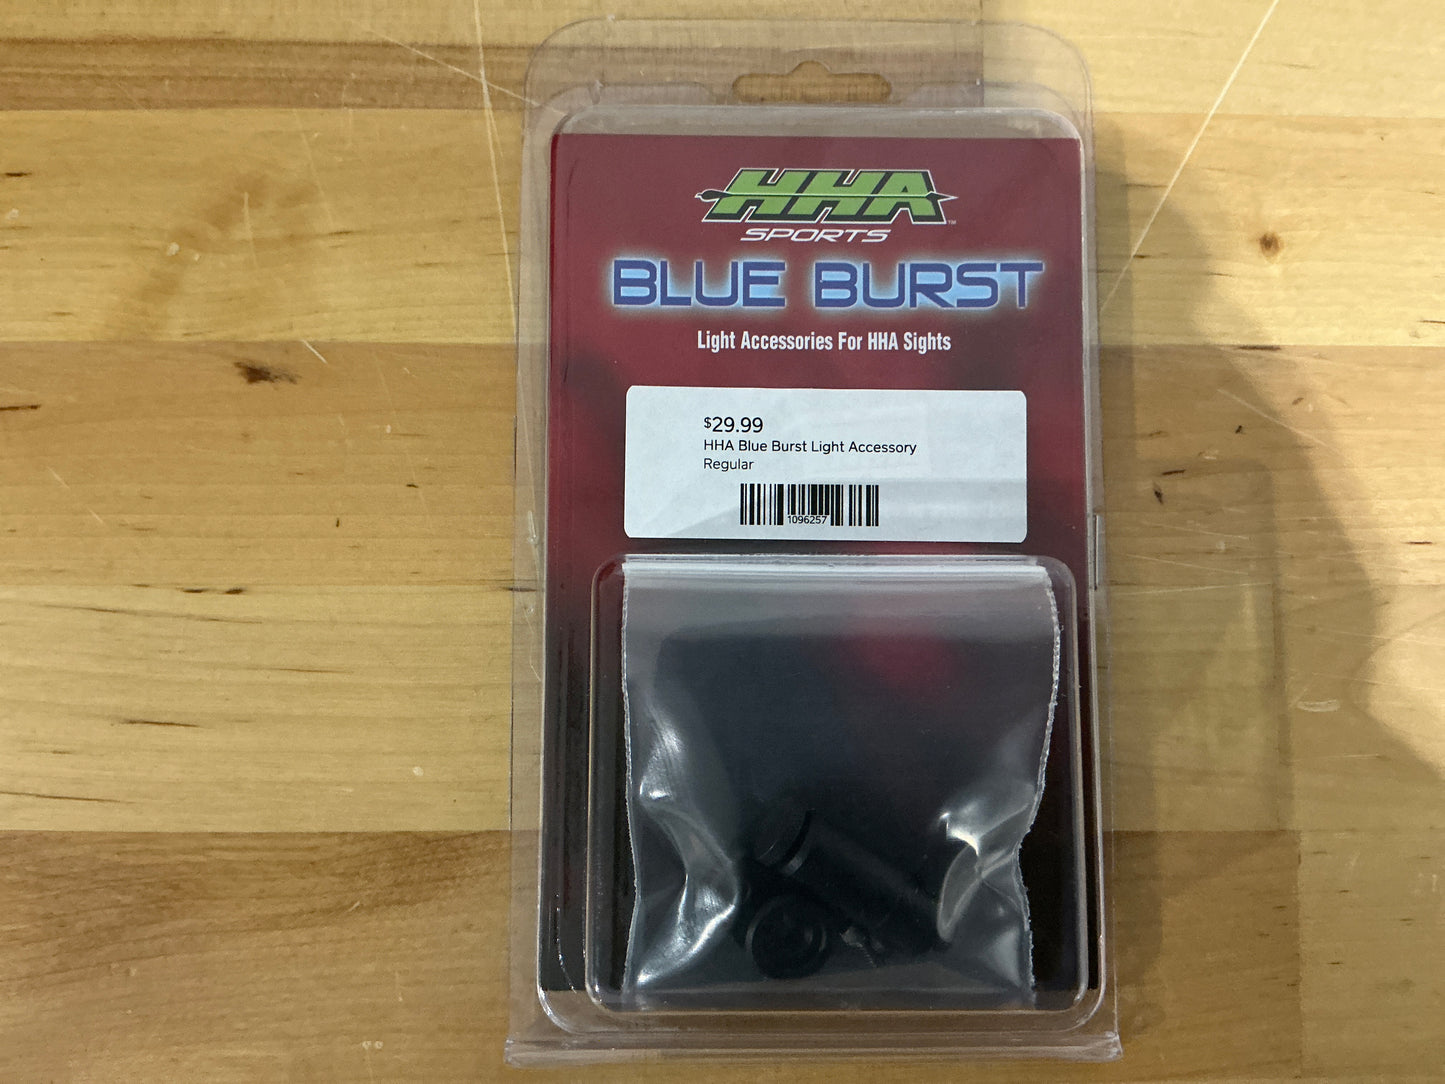 HHA
SPORTS
BLUE BURST
Light Accessories For HHA Sights
$29.99
HHA Blue Burst Light Accessory
Regular
1096257